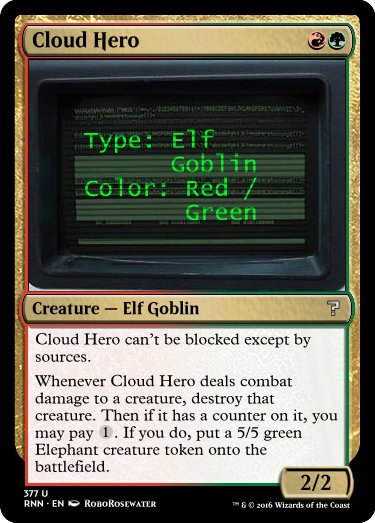 Cloud Hero
Type: Elf
Goblin
Color: Red /
Green
Creature — Elf Goblin
Cloud Hero can't be blocked except by
sources.
Whenever Cloud Hero deals combat
damage to a creature, destroy that
creature. Then if it has a counter on it, you
may pay 1. If you do, put a 5/5 green
Elephant creature token onto the
battlefield.
2/2
377 U
RNN • EN RoboRosewater
™ & © 2016 Wizards of the Coast